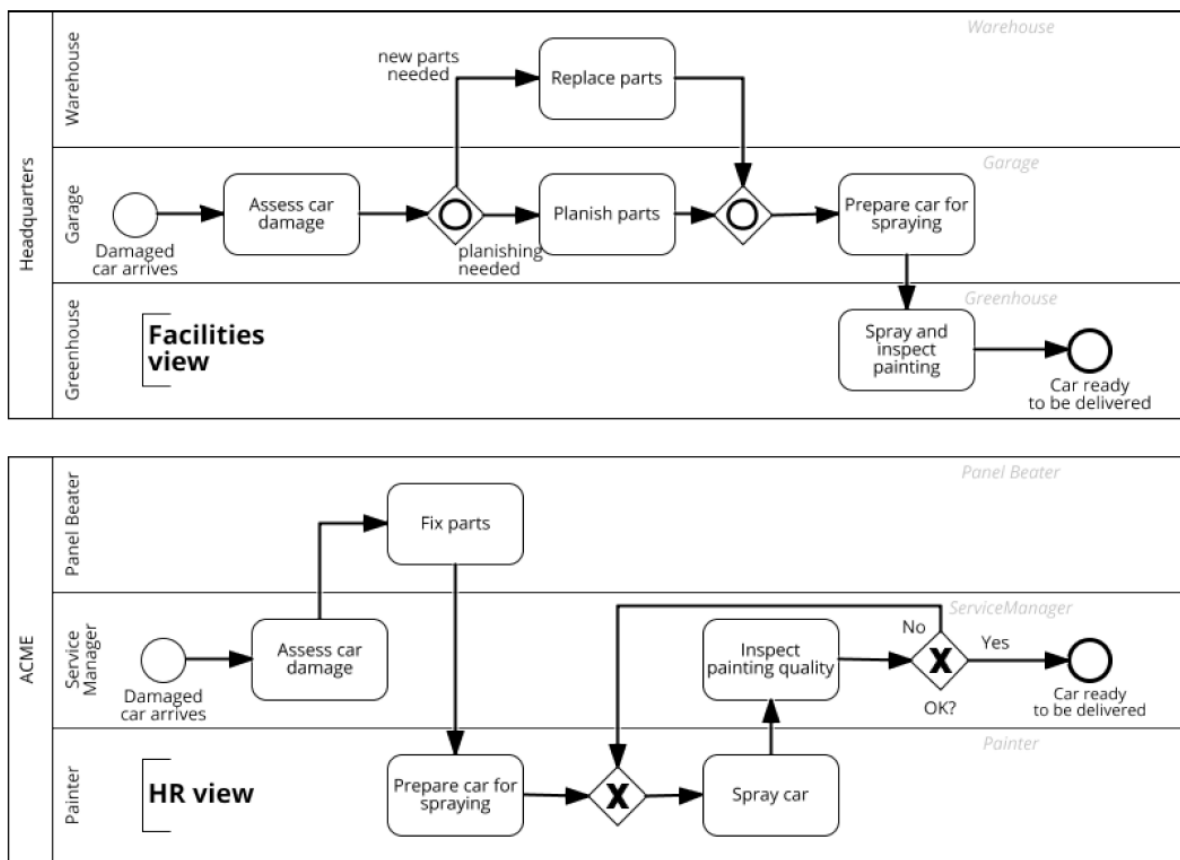 Headquarters
Warehouse
Warehouse
new parts
needed
Replace parts
Garage
Garage
Damaged
car arrives
Assess car
damage
planishing
needed
Planish parts
Prepare car for
spraying
Greenhouse
Greenhouse
Facilities
view
Spray and
inspect
painting
Car ready
to be delivered
ACME
Panel Beater
Panel Beater
Fix parts
Service
Manager
ServiceManager
Damaged
car arrives
Assess car
damage
Inspect
painting quality
No
X
Yes
OK?
Car ready
to be delivered
Painter
Painter
HR view
Prepare car for
spraying
X
Spray car